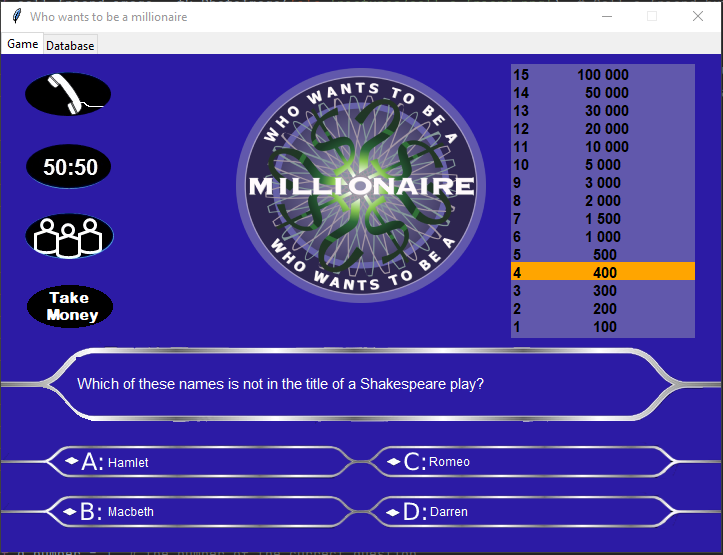 Who wants to be a millionaire
Game
Database
50:50
Take
Money
WHO WANTS TO BE A
MILLIONAIRE
WHO WANTS TO BE A
15 100 000
14 50 000
13 30 000
12 20 000
11 10 000
10 5 000
9 3 000
8 2 000
7 1 500
6 1 000
5 500
4 400
3 300
2 200
1 100
Which of these names is not in the title of a Shakespeare play?
A: Hamlet
C: Romeo
B: Macbeth
D: Darren